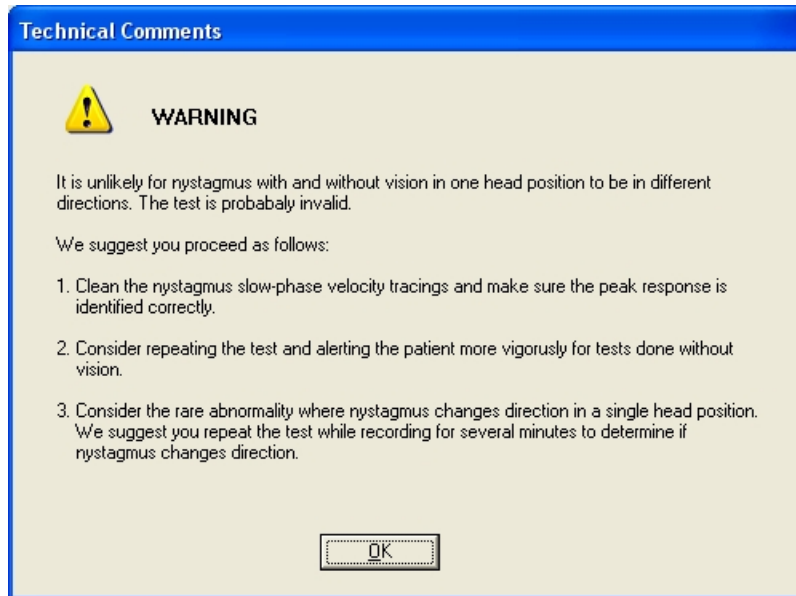 Technical Comments
WARNING
It is unlikely for nystagmus with and without vision in one head position to be in different
directions. The test is probabaly invalid.
We suggest you proceed as follows:
1. Clean the nystagmus slow-phase velocity tracings and make sure the peak response is
identified correctly.
2. Consider repeating the test and alerting the patient more vigorusly for tests done without
vision.
3. Consider the rare abnormality where nystagmus changes direction in a single head position.
We suggest you repeat the test while recording for several minutes to determine if
nystagmus changes direction.
OK